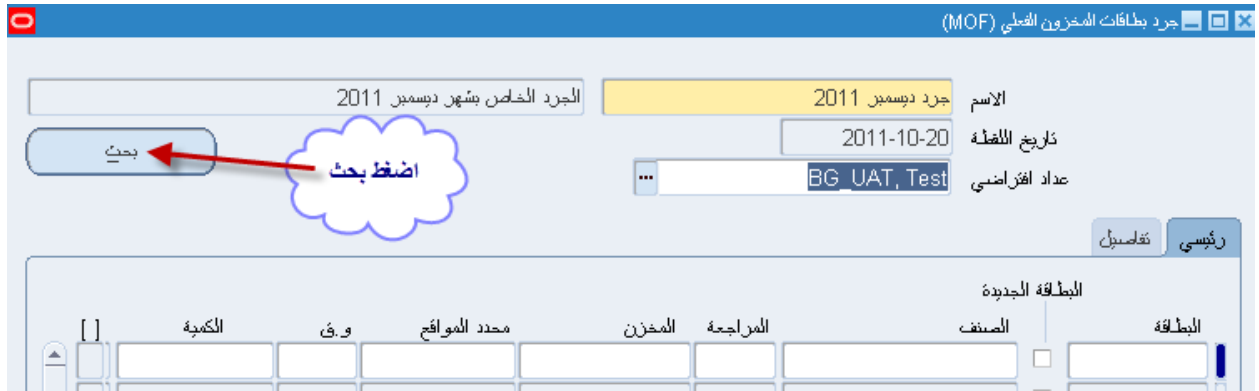 جرد بطاقات المخزون الفعلي (MOF)
الاسم جرد ديسمبر 2011 الجرد الخاص بشهر ديسمبر 2011
تاريخ اللقطة 2011-10-20
بحث
اضغط بحث
عداد افتراضي BG_UAT, Test
رئيسي تفاصيل
البطاقة الجديدة
البطاقة الصنف المراجعة المخزن محدد المواقع و.ق الكمية [ ]